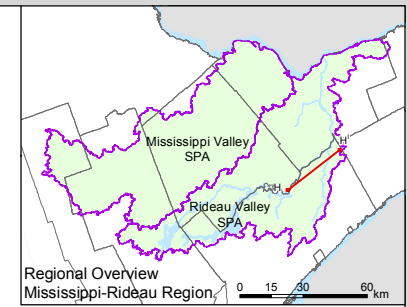 Mississippi Valley
SPA
H'
H
Rideau Valley
SPA
Regional Overview
Mississippi-Rideau Region
0 15 30 60
km